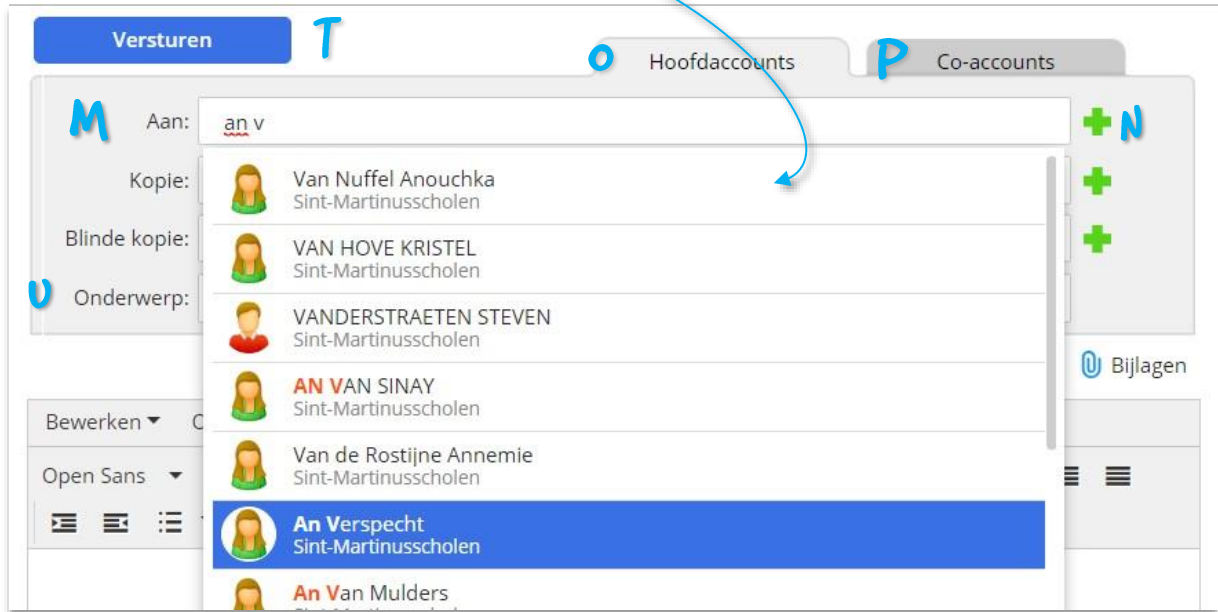 Versturen T
O Hoofdaccounts P Co-accounts
M Aan: an v N
Kopie:
Blinde kopie:
U Onderwerp:
Van Nuffel Anouchka
Sint-Martinusscholen
VAN HOVE KRISTEL
Sint-Martinusscholen
VANDERSTRAETEN STEVEN
Sint-Martinusscholen
AN VAN SINAY
Sint-Martinusscholen
Van de Rostijne Annemie
Sint-Martinusscholen
An Verspecht
Sint-Martinusscholen
An Van Mulders
Bijlagen
Bewerken
Open Sans